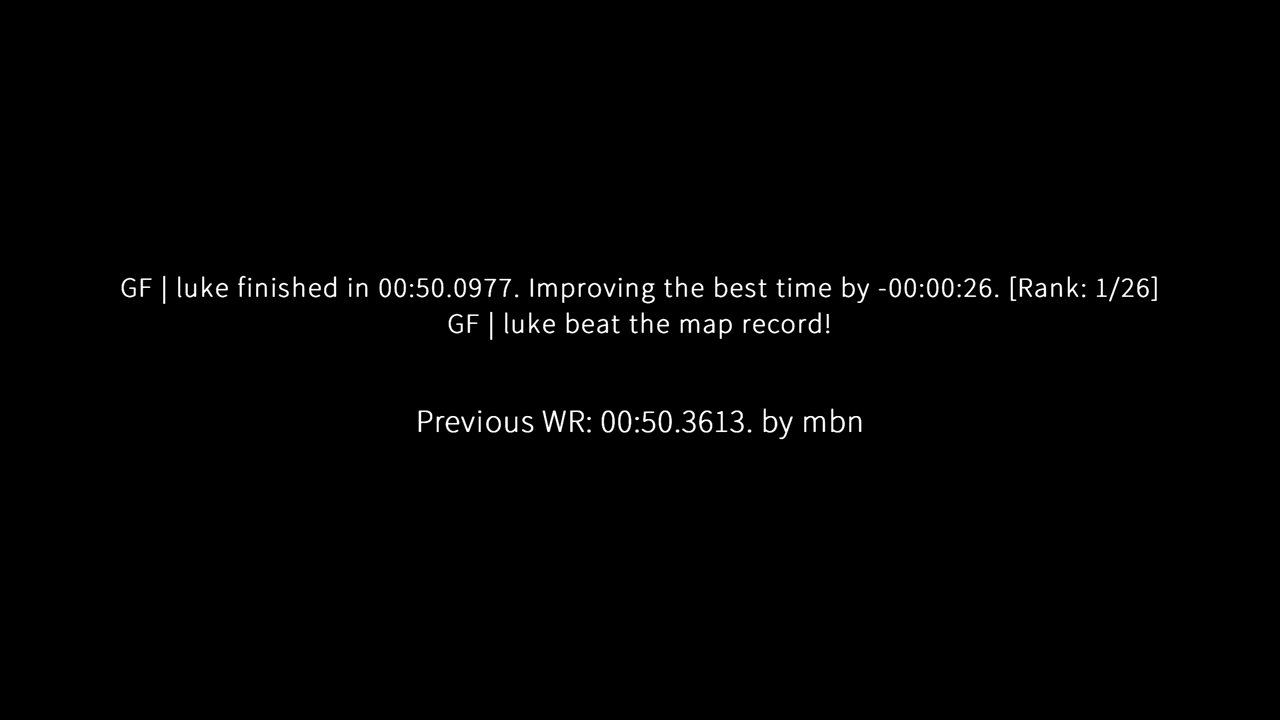 GF | luke finished in 00:50.0977. Improving the best time by -00:00:26. [Rank: 1/26]
GF | luke beat the map record!
Previous WR: 00:50.3613. by mbn